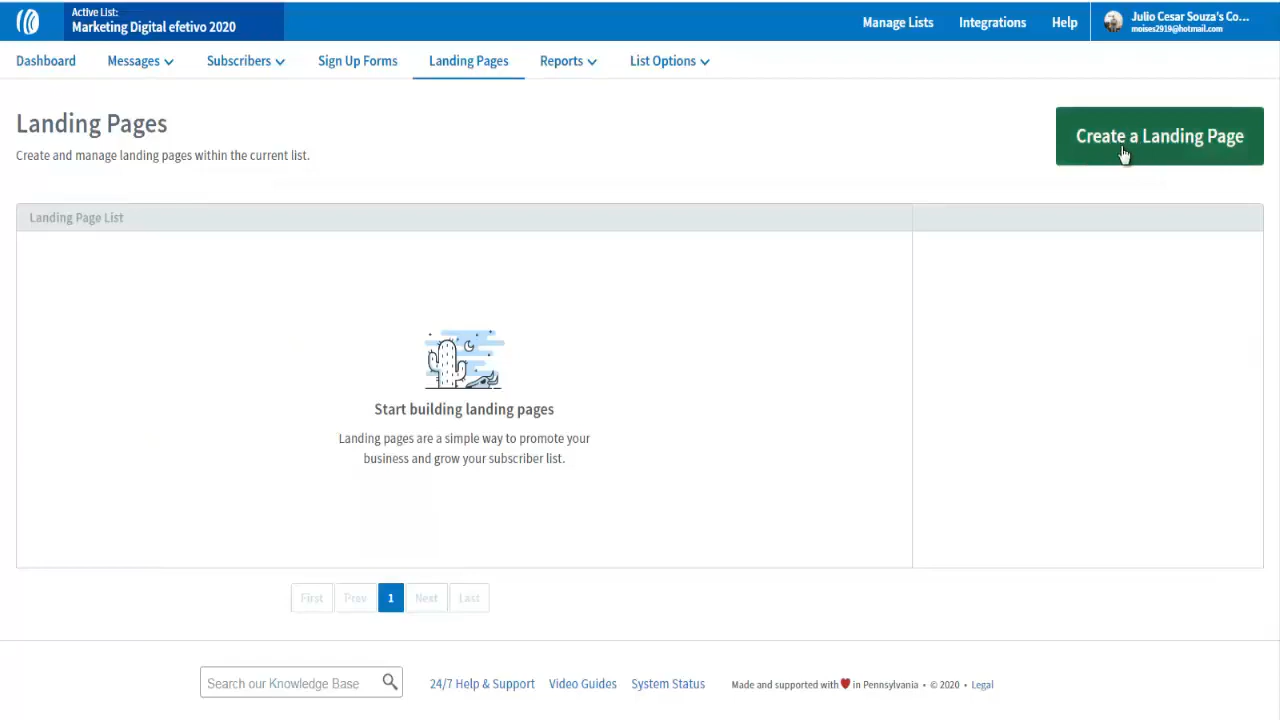 Active List:
Marketing Digital efetivo 2020
Manage Lists
Integrations
Help
Julio Cesar Souza's Co...
moises2919@hotmail.com
Dashboard
Messages
Subscribers
Sign Up Forms
Landing Pages
Reports
List Options
Landing Pages
Create and manage landing pages within the current list.
Create a Landing Page
Landing Page List
Start building landing pages
Landing pages are a simple way to promote your
business and grow your subscriber list.
First
Prev
1
Next
Last
Search our Knowledge Base
24/7 Help & Support
Video Guides
System Status
Made and supported with in Pennsylvania • © 2020 • Legal